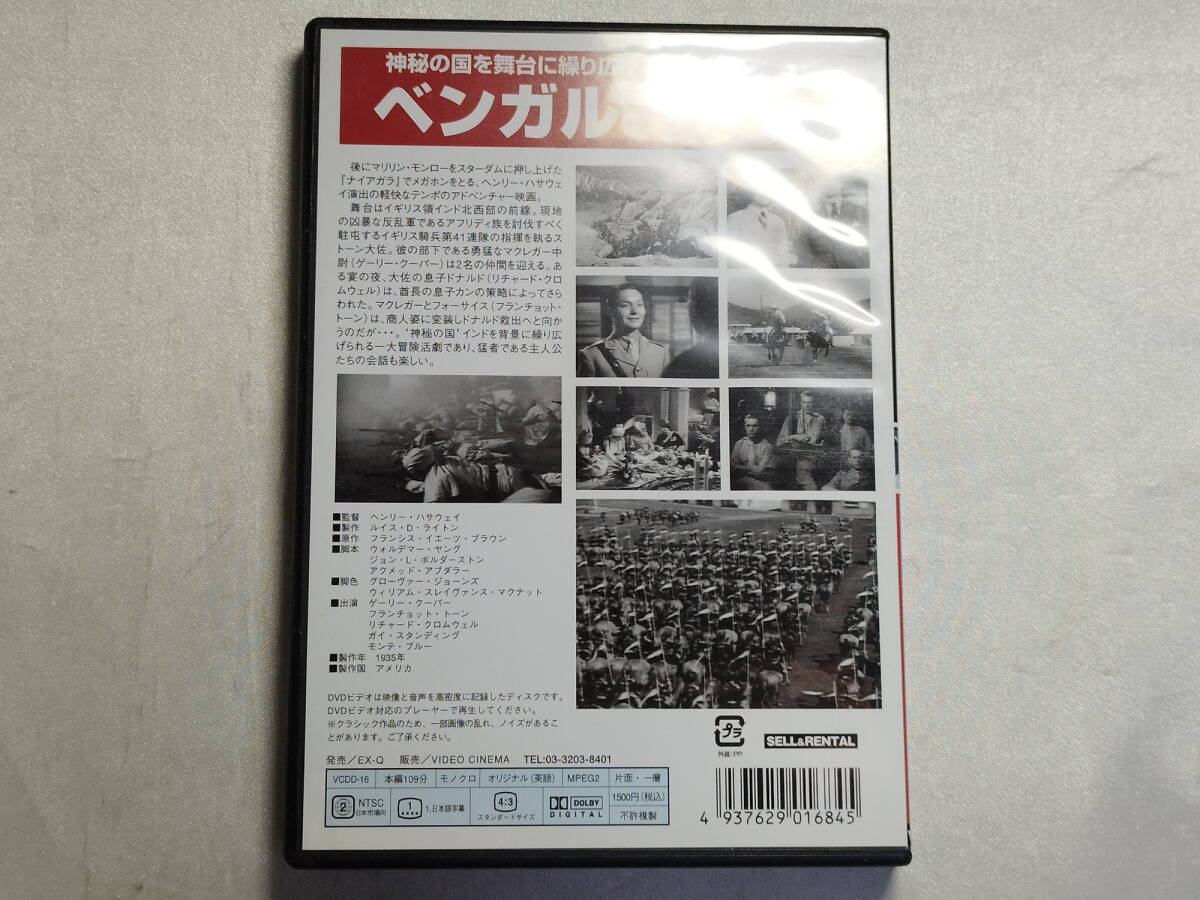 神秘の国を舞台に繰り広
ベンガル
後にマリリン・モンローをスターダムに押し上げた
『ナイアガラ』でメガホンをとる、ヘンリー・ハサウェ
イ演出の軽快なテンポのアドベンチャー映画。
舞台はイギリス領インド北西部の前線。現地
の凶暴な反乱軍であるアフリディ族を討伐すべく
駐屯するイギリス騎兵第41連隊の指揮を執るス
トーン大佐。彼の部下である勇猛なマクレガー中
尉(ゲーリー・クーパー)は2名の仲間を迎える。あ
る宴の夜、大佐の息子ドナルド(リチャード・クロ
ムウェル)は、酋長の息子カンの策略によってさら
われた。マクレガーとフォーサイス(フランチョット・
トーン)は、商人姿に変装しドナルド救出へと向か
うのだが・・・。‘神秘の国’インドを背景に繰り広
げられる一大冒険活劇であり、猛者である主人公
たちの会話も楽しい。
■監督 ヘンリー・ハサウェイ
■製作 ルイス・D・ライトン
■原作 フランシス・イエーツ・ブラウン
■脚本 ウォルデマー・ヤング
ジョン・L・ボルダーストン
アクメッド・アブダラー
■脚色 グローヴァー・ジョーンズ
ウィリアム・スレイヴァンス・マクナット
■出演 ゲーリー・クーパー
フランチョット・トーン
リチャード・クロムウェル
ガイ・スタンディング
モンテ・ブルー
■製作年 1935年
■製作国 アメリカ
DVDビデオは映像と音声を高密度に記録したディスクです。
DVDビデオ対応のプレーヤーで再生してください。
※クラシック作品のため、一部画像の乱れ、ノイズがあるこ
とがあります。ご了承ください。
プラ
外装:PP
SELL&RENTAL
発売/EX-Q 販売/VIDEO CINEMA TEL:03-3203-8401
VCDD-16 本編109分 モノクロ オリジナル(英語) MPEG2 片面・一層
2 NTSC 日本市場向 1 1.日本語字幕 4:3 スタンダードサイズ DOLBY DIGITAL 1500円(税込) 不許複製
4 937629 016845